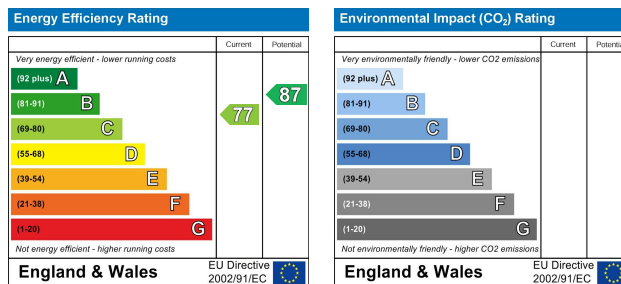 Energy Efficiency Rating
Current Potential
Very energy efficient - lower running costs
(92 plus) A
(81-91) B
(69-80) C
(55-68) D
(39-54) E
(21-38) F
(1-20) G
77
87
Not energy efficient - higher running costs
England & Wales
EU Directive
2002/91/EC
Environmental Impact (CO2) Rating
Current Potentia
Very environmentally friendly - lower CO2 emissions
(92 plus) A
(81-91) B
(69-80) C
(55-68) D
(39-54) E
(21-38) F
(1-20) G
Not environmentally friendly - higher CO2 emissions
England & Wales
EU Directive
2002/91/EC